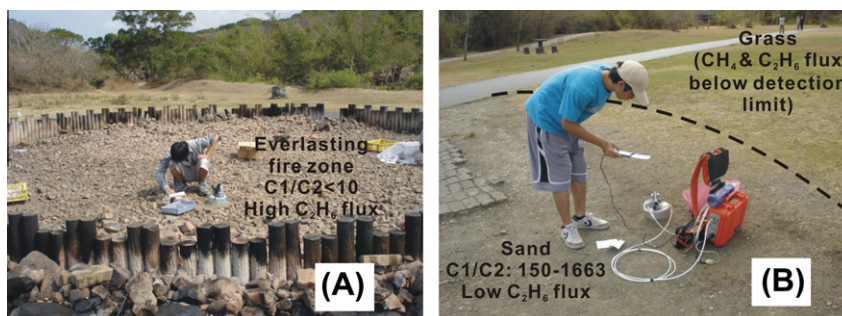 Everlasting
fire zone
C1/C2<10
High C₂H₆ flux
(A)
Grass
(CH₄ & C₂H₆ flux
below detection
limit)
Sand
C1/C2: 150-1663
Low C₂H₆ flux
(B)